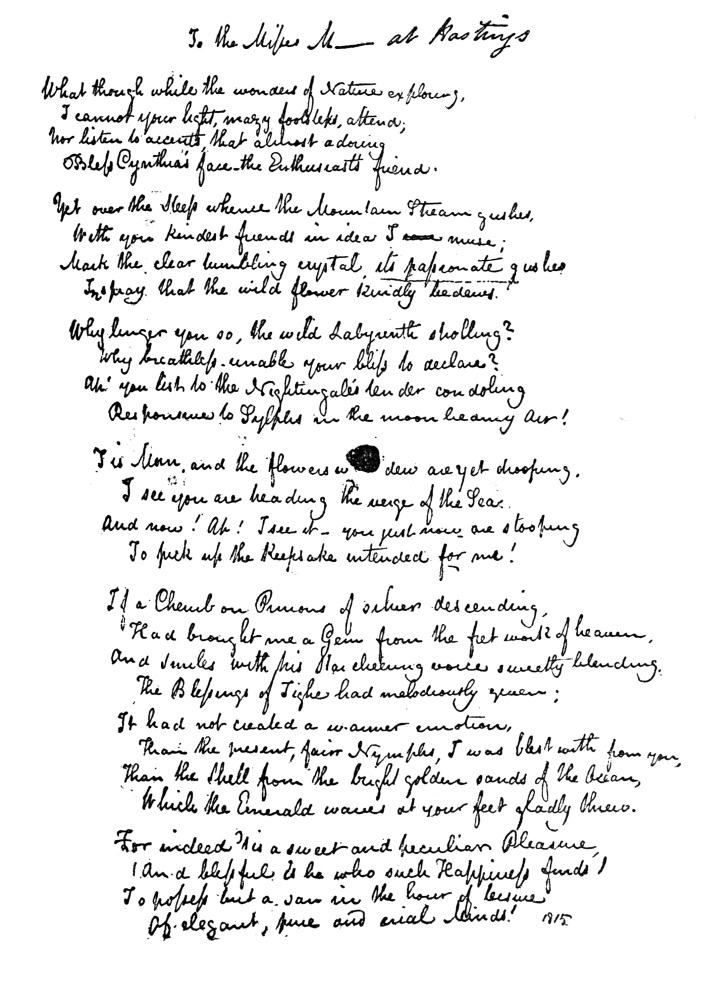 To the Misses M— at Hastings
What though while the wonders of Nature exploring,
I cannot your light, mazy footsteps, attend;
Nor listen to accents, that almost adoring
Bless Cynthia's face—the Enthusiast's friend.
Yet over the Steep whence the Mountain Stream gushes,
With you kindest friends in idea I muse;
Mark the clear tumbling crystal, its passionate gushes
In spray that the wild flower kindly bedews.
Why linger you so, the wild Labyrinth strolling?
Why breathless—unable your bliss to declare?
Ah! you list to the Nightingale's tender condoling
Responsive to Sylphs in the moon beamy air!
'Tis Morn, and the flowers w dew are yet drooping,
I see you are treading the verge of the Sea.
And now! Ah! I see it—you just now are stooping
To pick up the Keepsake intended for me!
If a Cherub on Pinions of silver descending,
Had brought me a Gem from the fret work of heaven,
And smiles with his Star cheering voice sweetly blending,
The Blessings of Tighe had melodiously given;
It had not created a warmer emotion,
Than the present, fair Nymphs, I was blest with from you,
Than the Shell from the bright golden sands of the Ocean,
Which the Emerald waves at your feet gladly threw.
For indeed 'tis a sweet and peculiar Pleasure,
(And blissful is he who such Happiness finds)
To possess but a span in the hour of leisure
Of elegant, pure and aerial Minds! 1815